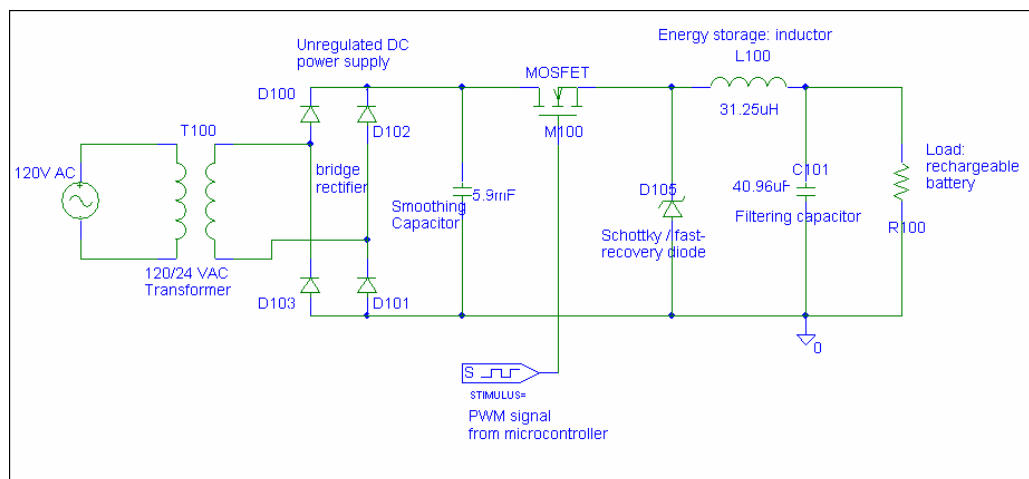 Energy storage: inductor
L100
Unregulated DC
power supply
MOSFET
D100
31.25uH
T100
D102
M100
Load:
rechargeable
battery
120V AC
bridge
rectifier
C101
D105
40.96uF
5.9mF
Smoothing
Capacitor
Filtering capacitor
R100
Schottky / fast-
recovery diode
120/24 VAC
Transformer
D103
D101
0
S
STIMULUS=
PWM signal
from microcontroller